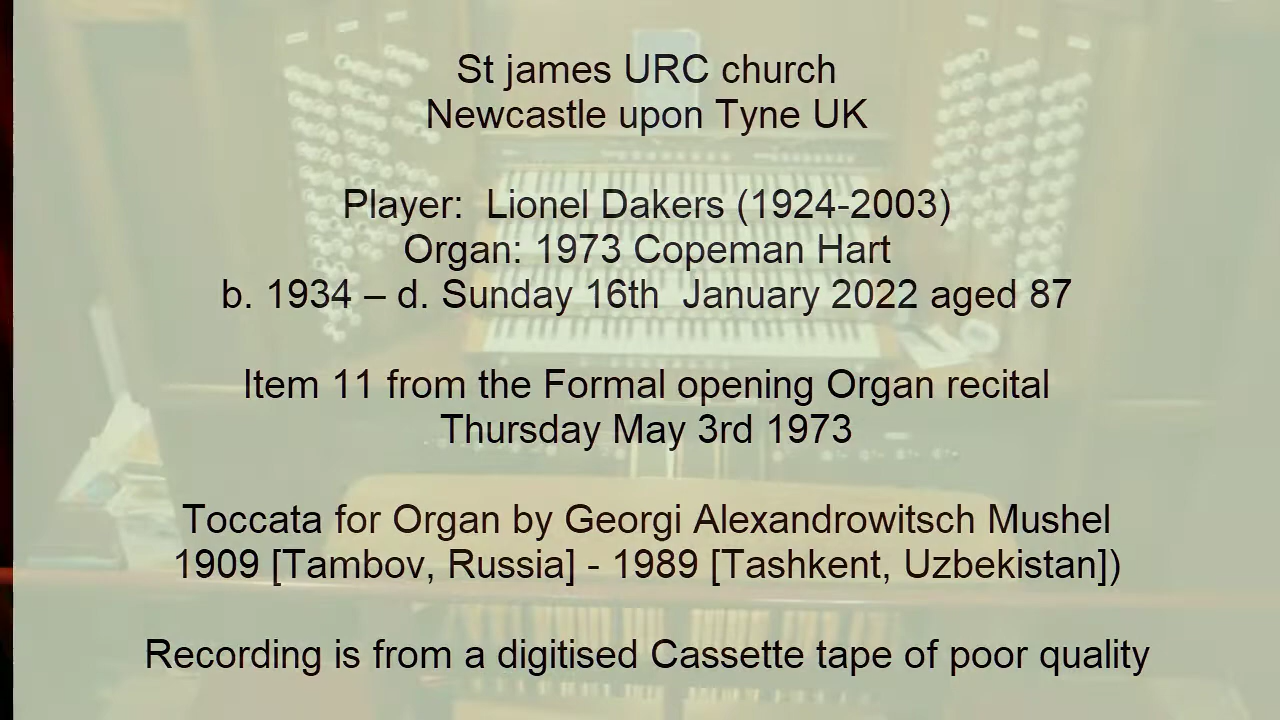 St james URC church
Newcastle upon Tyne UK
Player:  Lionel Dakers (1924-2003)
Organ: 1973 Copeman Hart
b. 1934 – d. Sunday 16th  January 2022 aged 87
Item 11 from the Formal opening Organ recital
Thursday May 3rd 1973
Toccata for Organ by Georgi Alexandrowitsch Mushel
1909 [Tambov, Russia] - 1989 [Tashkent, Uzbekistan])
Recording is from a digitised Cassette tape of poor quality